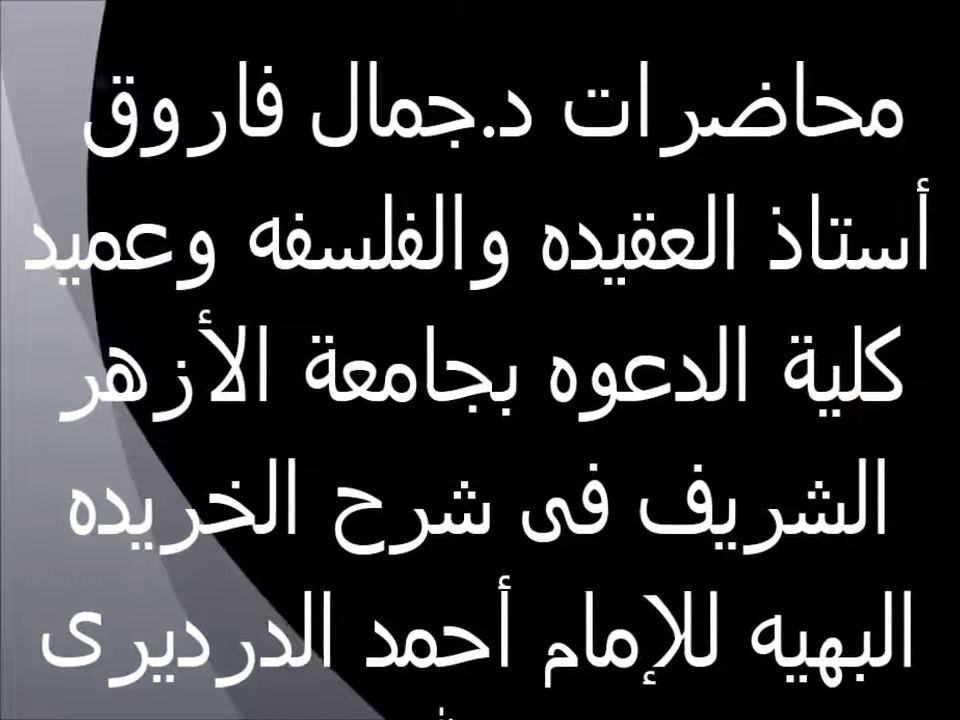 محاضرات د.جمال فاروق
أستاذ العقيده والفلسفه وعميد
كلية الدعوه بجامعة الأزهر
الشريف فى شرح الخريده
البهيه للإمام أحمد الدرديرى